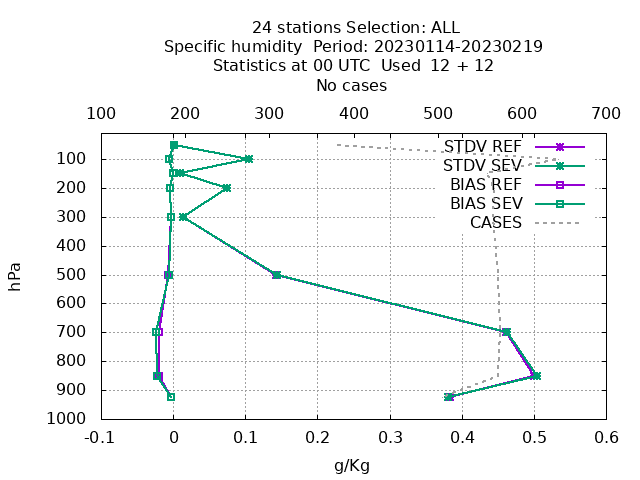 24 stations Selection: ALL
Specific humidity  Period: 20230114-20230219
Statistics at 00 UTC  Used  12 + 12
No cases
100 200 300 400 500 600 700
STDV REF
STDV SEV
BIAS REF
BIAS SEV
CASES
100
200
300
400
500
600
700
800
900
1000
hPa
-0.1 0 0.1 0.2 0.3 0.4 0.5 0.6
g/Kg